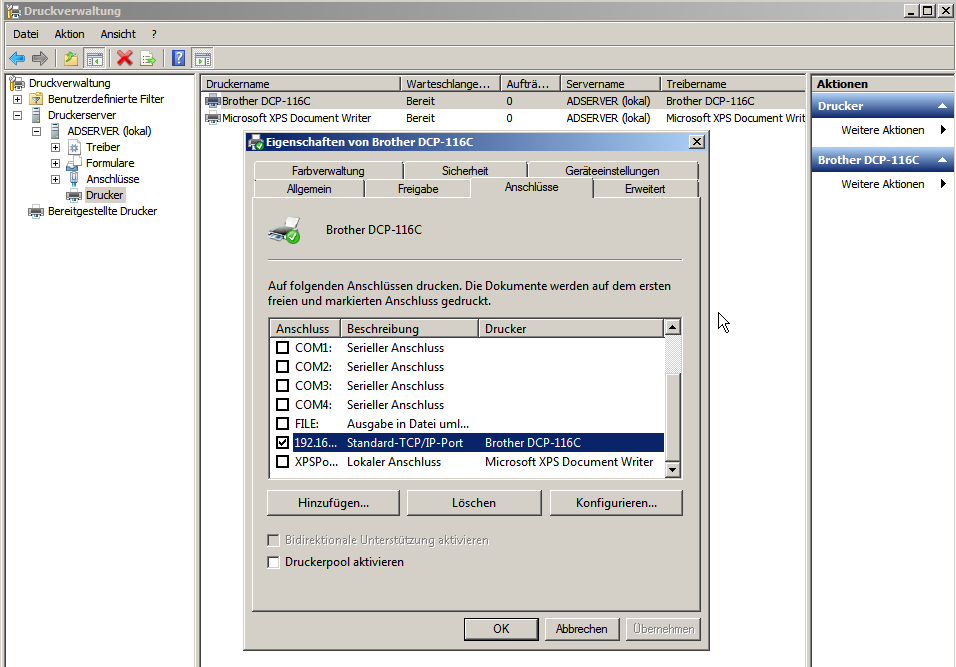 Druckverwaltung
Datei Aktion Ansicht ?
Druckverwaltung
Benutzerdefinierte Filter
Druckerserver
ADSERVER (lokal)
Treiber
Formulare
Anschlüsse
Drucker
Bereitgestellte Drucker
Druckername Warteschlange... Aufträ... Servername Treibername
Brother DCP-116C Bereit 0 ADSERVER (lokal) Brother DCP-116C
Microsoft XPS Document Writer Bereit 0 ADSERVER (lokal) Microsoft XPS Document Writ
Eigenschaften von Brother DCP-116C
Farbverwaltung Sicherheit Geräteeinstellungen
Allgemein Freigabe Anschlüsse Erweitert
Brother DCP-116C
Auf folgenden Anschlüssen drucken. Die Dokumente werden auf dem ersten
freien und markierten Anschluss gedruckt.
Anschluss Beschreibung Drucker
COM1: Serieller Anschluss
COM2: Serieller Anschluss
COM3: Serieller Anschluss
COM4: Serieller Anschluss
FILE: Ausgabe in Datei uml...
192.16... Standard-TCP/IP-Port Brother DCP-116C
XPSPo... Lokaler Anschluss Microsoft XPS Document Writer
Hinzufügen... Löschen Konfigurieren...
Bidirektionale Unterstützung aktivieren
Druckerpool aktivieren
OK Abbrechen Übernehmen
Aktionen
Drucker
Weitere Aktionen
Brother DCP-116C
Weitere Aktionen